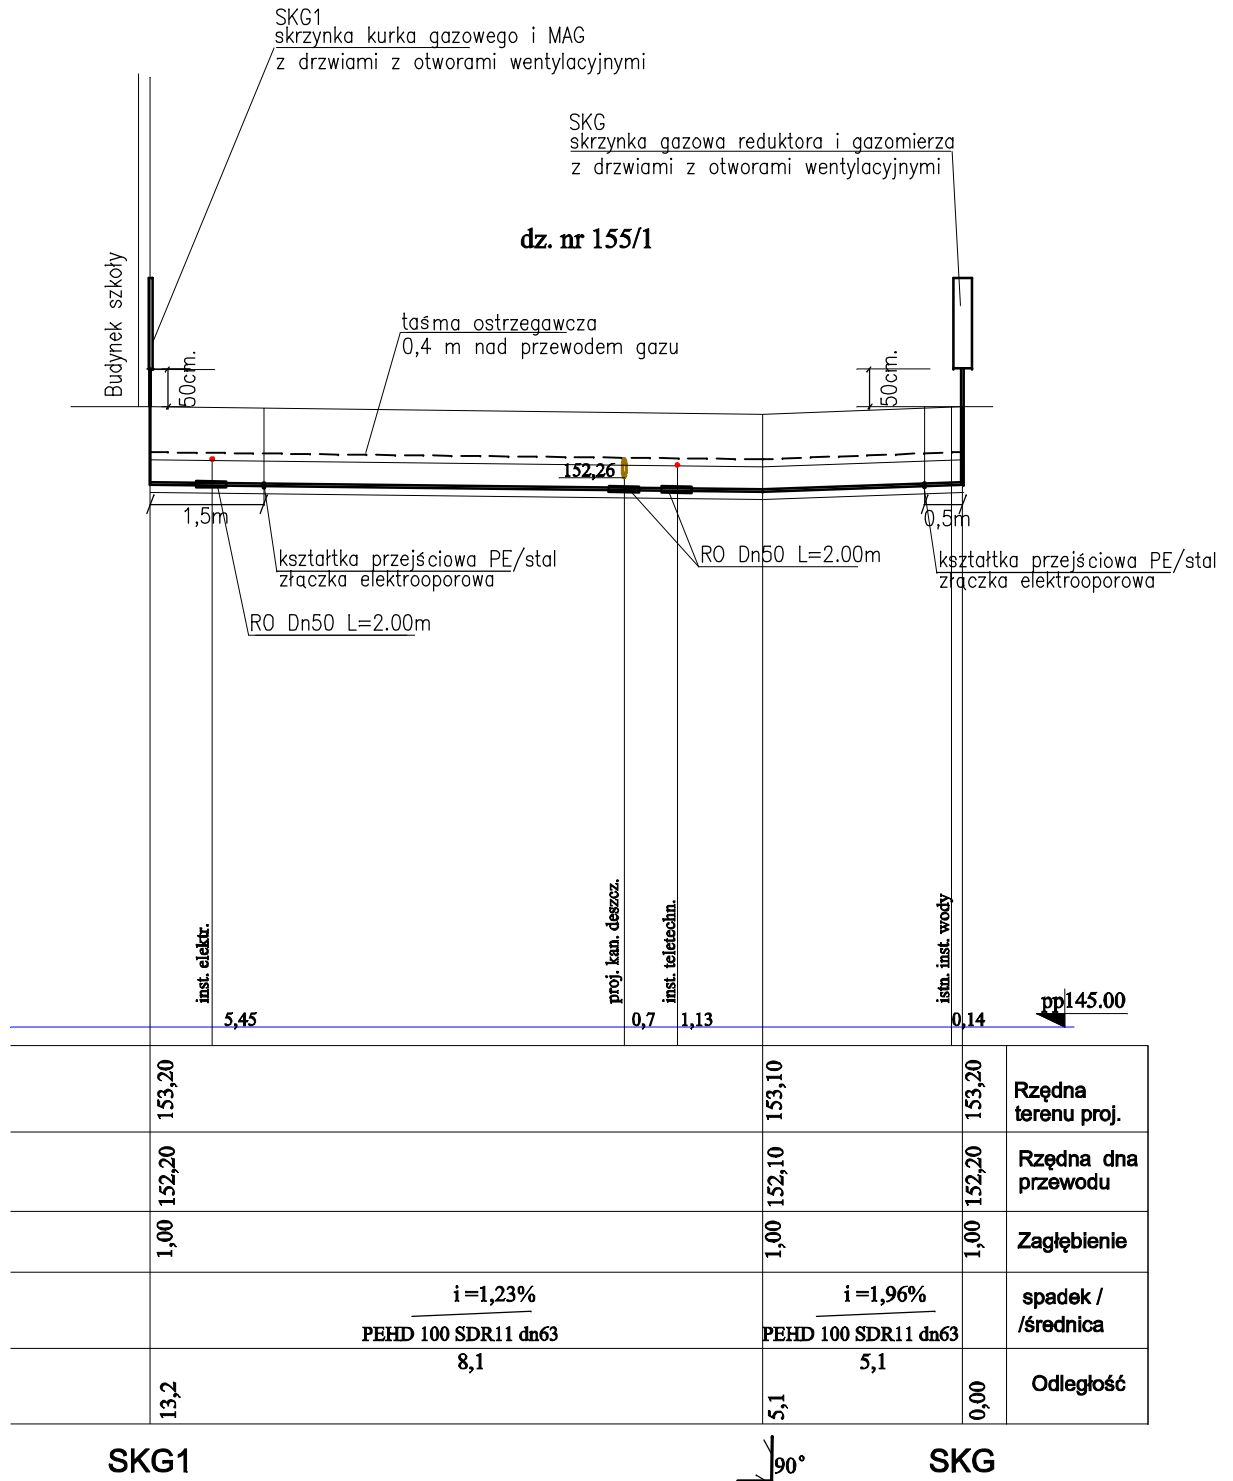 SKG1
skrzynka kurka gazowego i MAG
z drzwiami z otworami wentylacyjnymi
SKG
skrzynka gazowa reduktora i gazomierza
z drzwiami z otworami wentylacyjnymi
dz. nr 155/1
Budynek szkoły
taśma ostrzegawcza
0,4 m nad przewodem gazu
50cm.
50cm.
152,26
1,5m
0,5m
kształtka przejściowa PE/stal
złączka elektrooporowa
RO Dn50 L=2.00m
kształtka przejściowa PE/stal
złączka elektrooporowa
RO Dn50 L=2.00m
inst. elektr.
proj. kan. deszcz.
inst. teletechn.
istn. inst. wody
pp145.00
5,45
0,7
1,13
0,14
153,20
153,10
153,20
Rzędna
terenu proj.
152,20
152,10
152,20
Rzędna dna
przewodu
1,00
1,00
1,00
Zagłębienie
i =1,23%
PEHD 100 SDR11 dn63
i =1,96%
PEHD 100 SDR11 dn63
spadek /
/średnica
8,1
5,1
13,2
5,1
0,00
Odległość
SKG1
90°
SKG